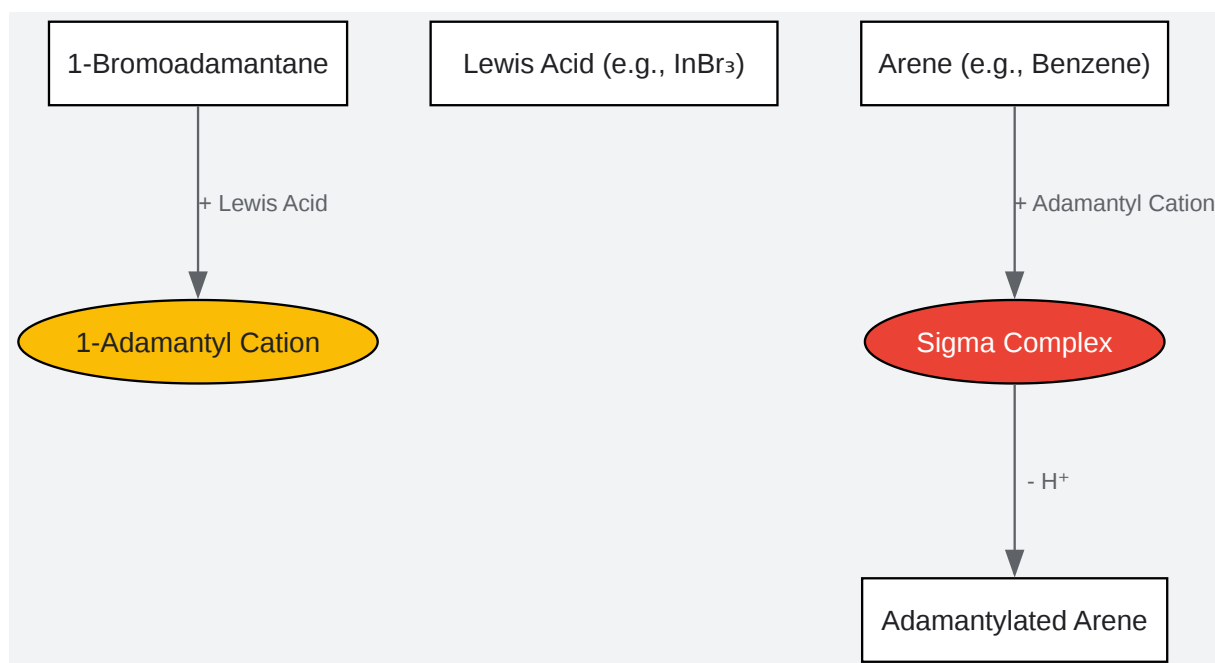 1-Bromoadamantane
Lewis Acid (e.g., InBr₃)
Arene (e.g., Benzene)
+ Lewis Acid
+ Adamantyl Cation
1-Adamantyl Cation
Sigma Complex
- H⁺
Adamantylated Arene